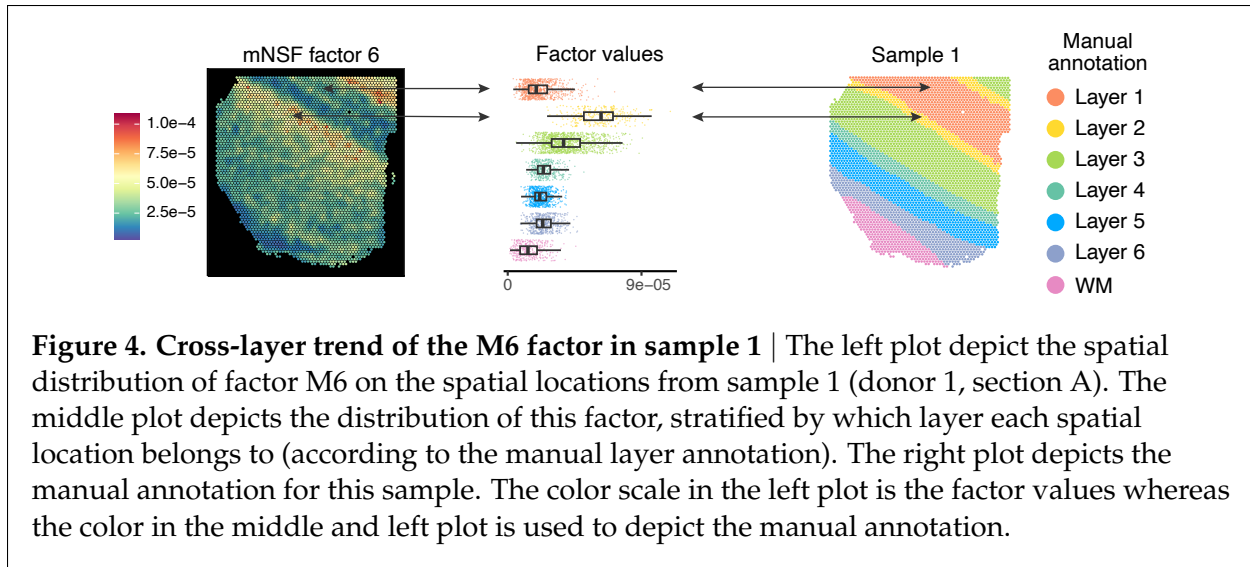 mNSF factor 6
Factor values
Sample 1
Manual
annotation
1.0e−4
7.5e−5
5.0e−5
2.5e−5
0
9e−05
Layer 1
Layer 2
Layer 3
Layer 4
Layer 5
Layer 6
WM
Figure 4. Cross-layer trend of the M6 factor in sample 1 | The left plot depict the spatial
distribution of factor M6 on the spatial locations from sample 1 (donor 1, section A). The
middle plot depicts the distribution of this factor, stratified by which layer each spatial
location belongs to (according to the manual layer annotation). The right plot depicts the
manual annotation for this sample. The color scale in the left plot is the factor values whereas
the color in the middle and left plot is used to depict the manual annotation.